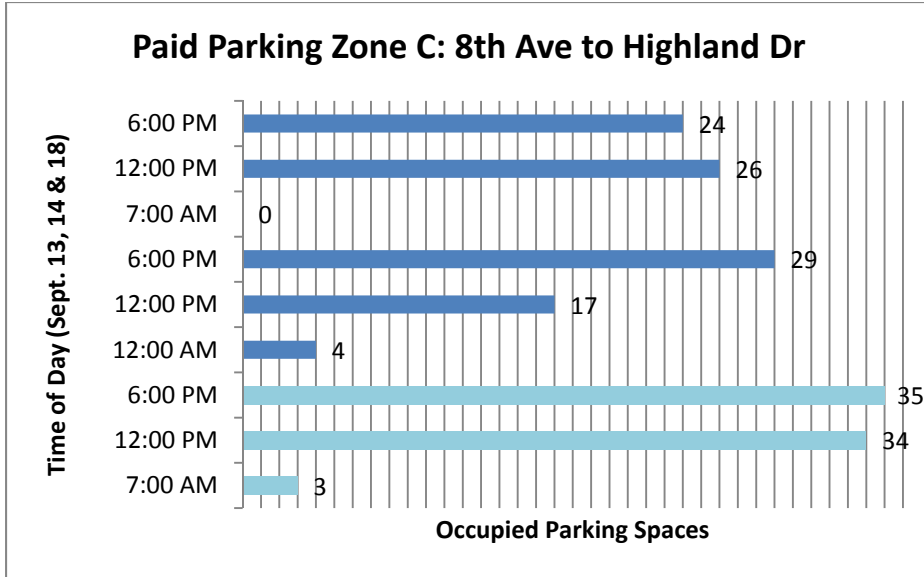 Paid Parking Zone C: 8th Ave to Highland Dr
Time of Day (Sept. 13, 14 & 18)
6:00 PM 24
12:00 PM 26
7:00 AM 0
6:00 PM 29
12:00 PM 17
12:00 AM 4
6:00 PM 35
12:00 PM 34
7:00 AM 3
Occupied Parking Spaces